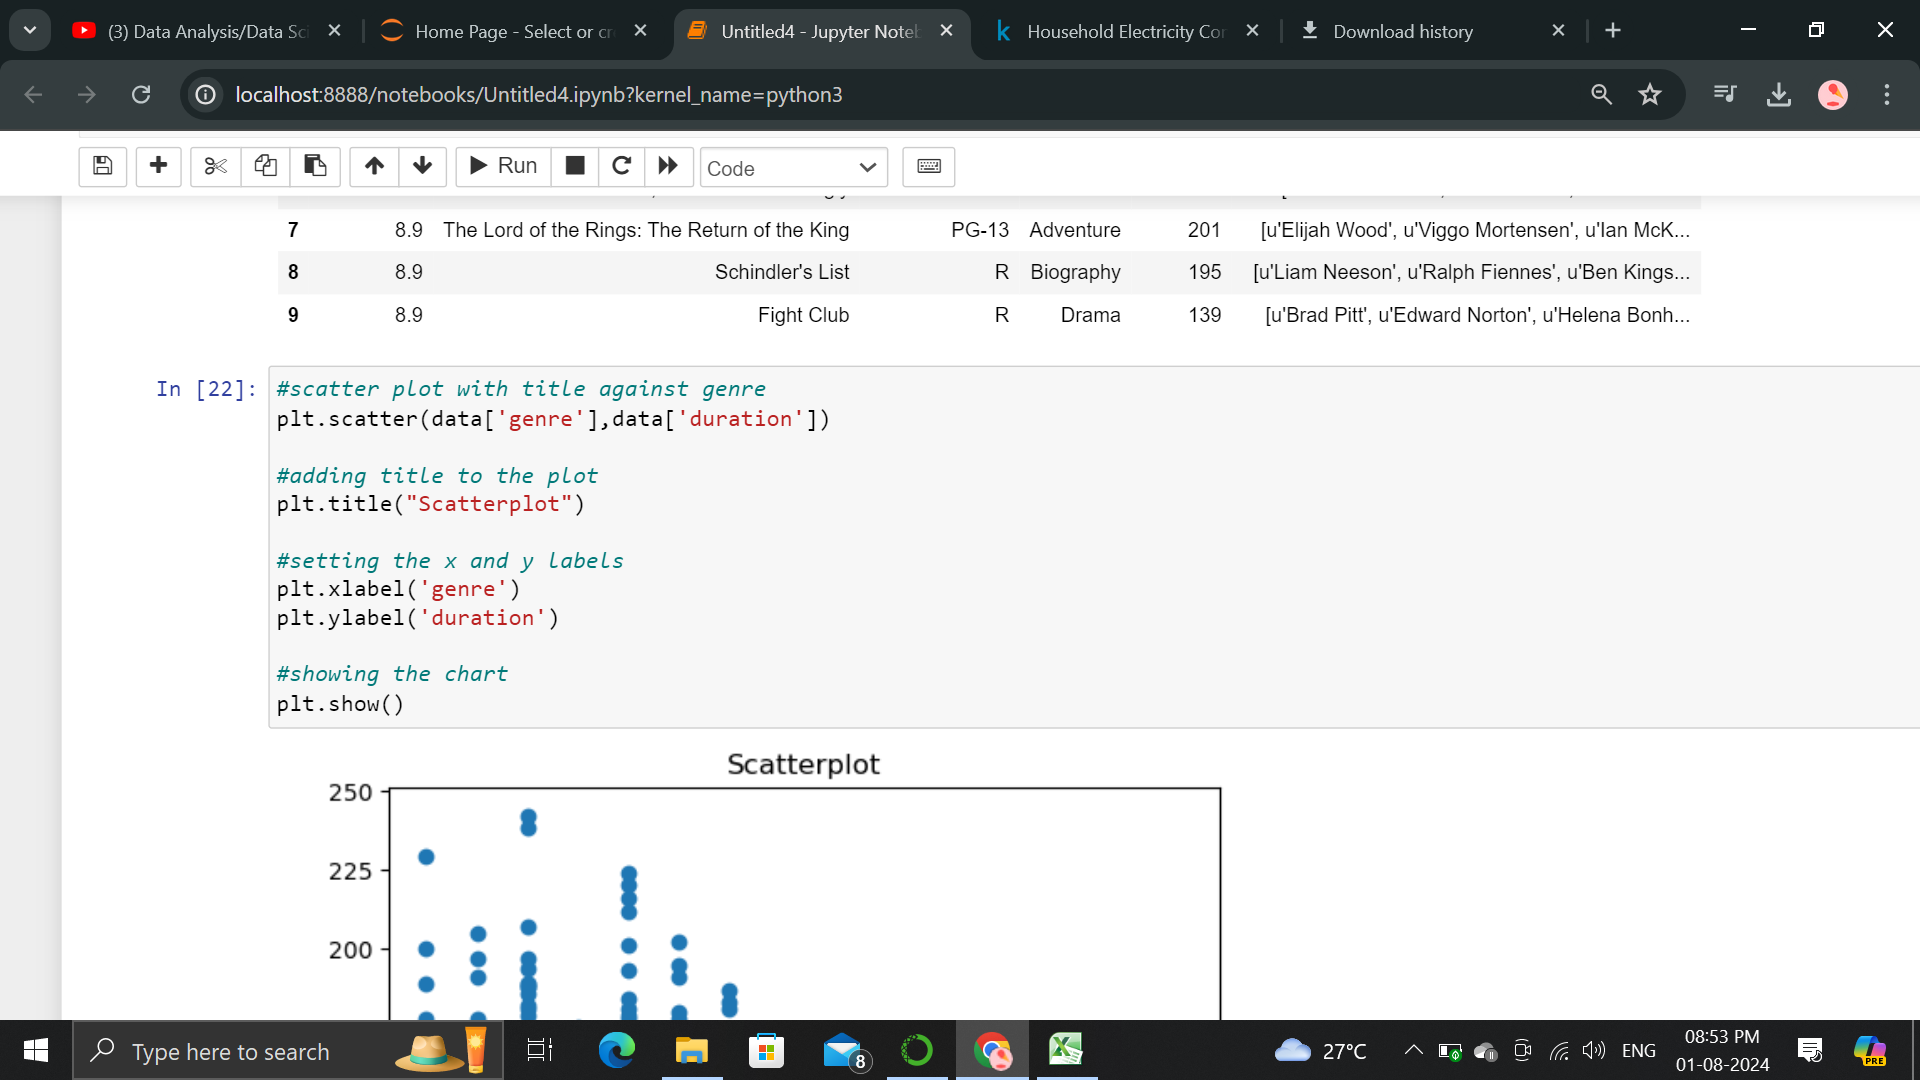 (3) Data Analysis/Data Sci
Home Page - Select or cr
Untitled4 - Jupyter Noteb
Household Electricity Cor
Download history
localhost:8888/notebooks/Untitled4.ipynb?kernel_name=python3
Run
Code
7 8.9 The Lord of the Rings: The Return of the King PG-13 Adventure 201 [u'Elijah Wood', u'Viggo Mortensen', u'Ian McK...
8 8.9 Schindler's List R Biography 195 [u'Liam Neeson', u'Ralph Fiennes', u'Ben Kings...
9 8.9 Fight Club R Drama 139 [u'Brad Pitt', u'Edward Norton', u'Helena Bonh...
In [22]: #scatter plot with title against genre
plt.scatter(data['genre'],data['duration'])
#adding title to the plot
plt.title("Scatterplot")
#setting the x and y labels
plt.xlabel('genre')
plt.ylabel('duration')
#showing the chart
plt.show()
Scatterplot
250
225
200
Type here to search
8
27°C
ENG
08:53 PM
01-08-2024
PRE